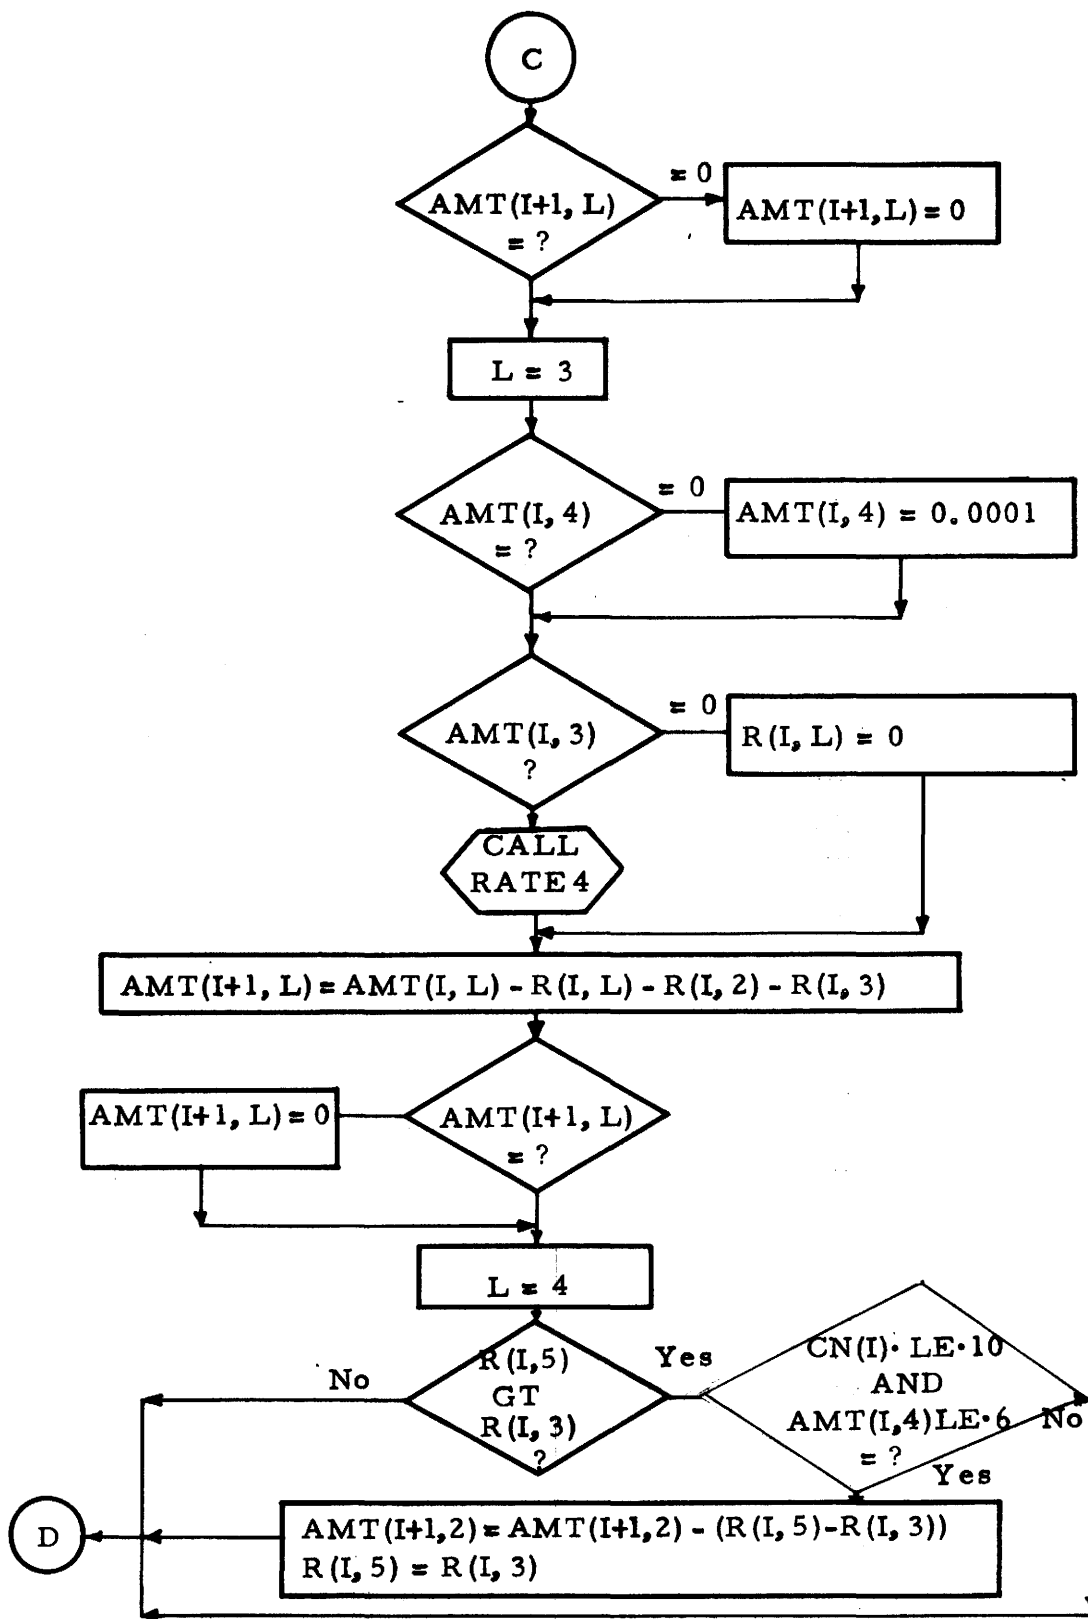 C
AMT(I+1, L)
= ?
= 0
AMT(I+1, L) = 0
L = 3
AMT(I, 4)
= ?
= 0
AMT(I, 4) = 0.0001
AMT(I, 3)
?
= 0
R(I, L) = 0
CALL
RATE 4
AMT(I+1, L) = AMT(I, L) - R(I, L) - R(I, 2) - R(I, 3)
AMT(I+1, L) = 0
AMT(I+1, L)
= ?
L = 4
No
R(I,5)
GT
R(I, 3)
?
Yes
CN(I)· LE·10
AND
AMT(I,4)LE·6
= ?
No
Yes
D
AMT(I+1,2) = AMT(I+1,2) - (R(I, 5)-R(I, 3))
R(I, 5) = R(I, 3)